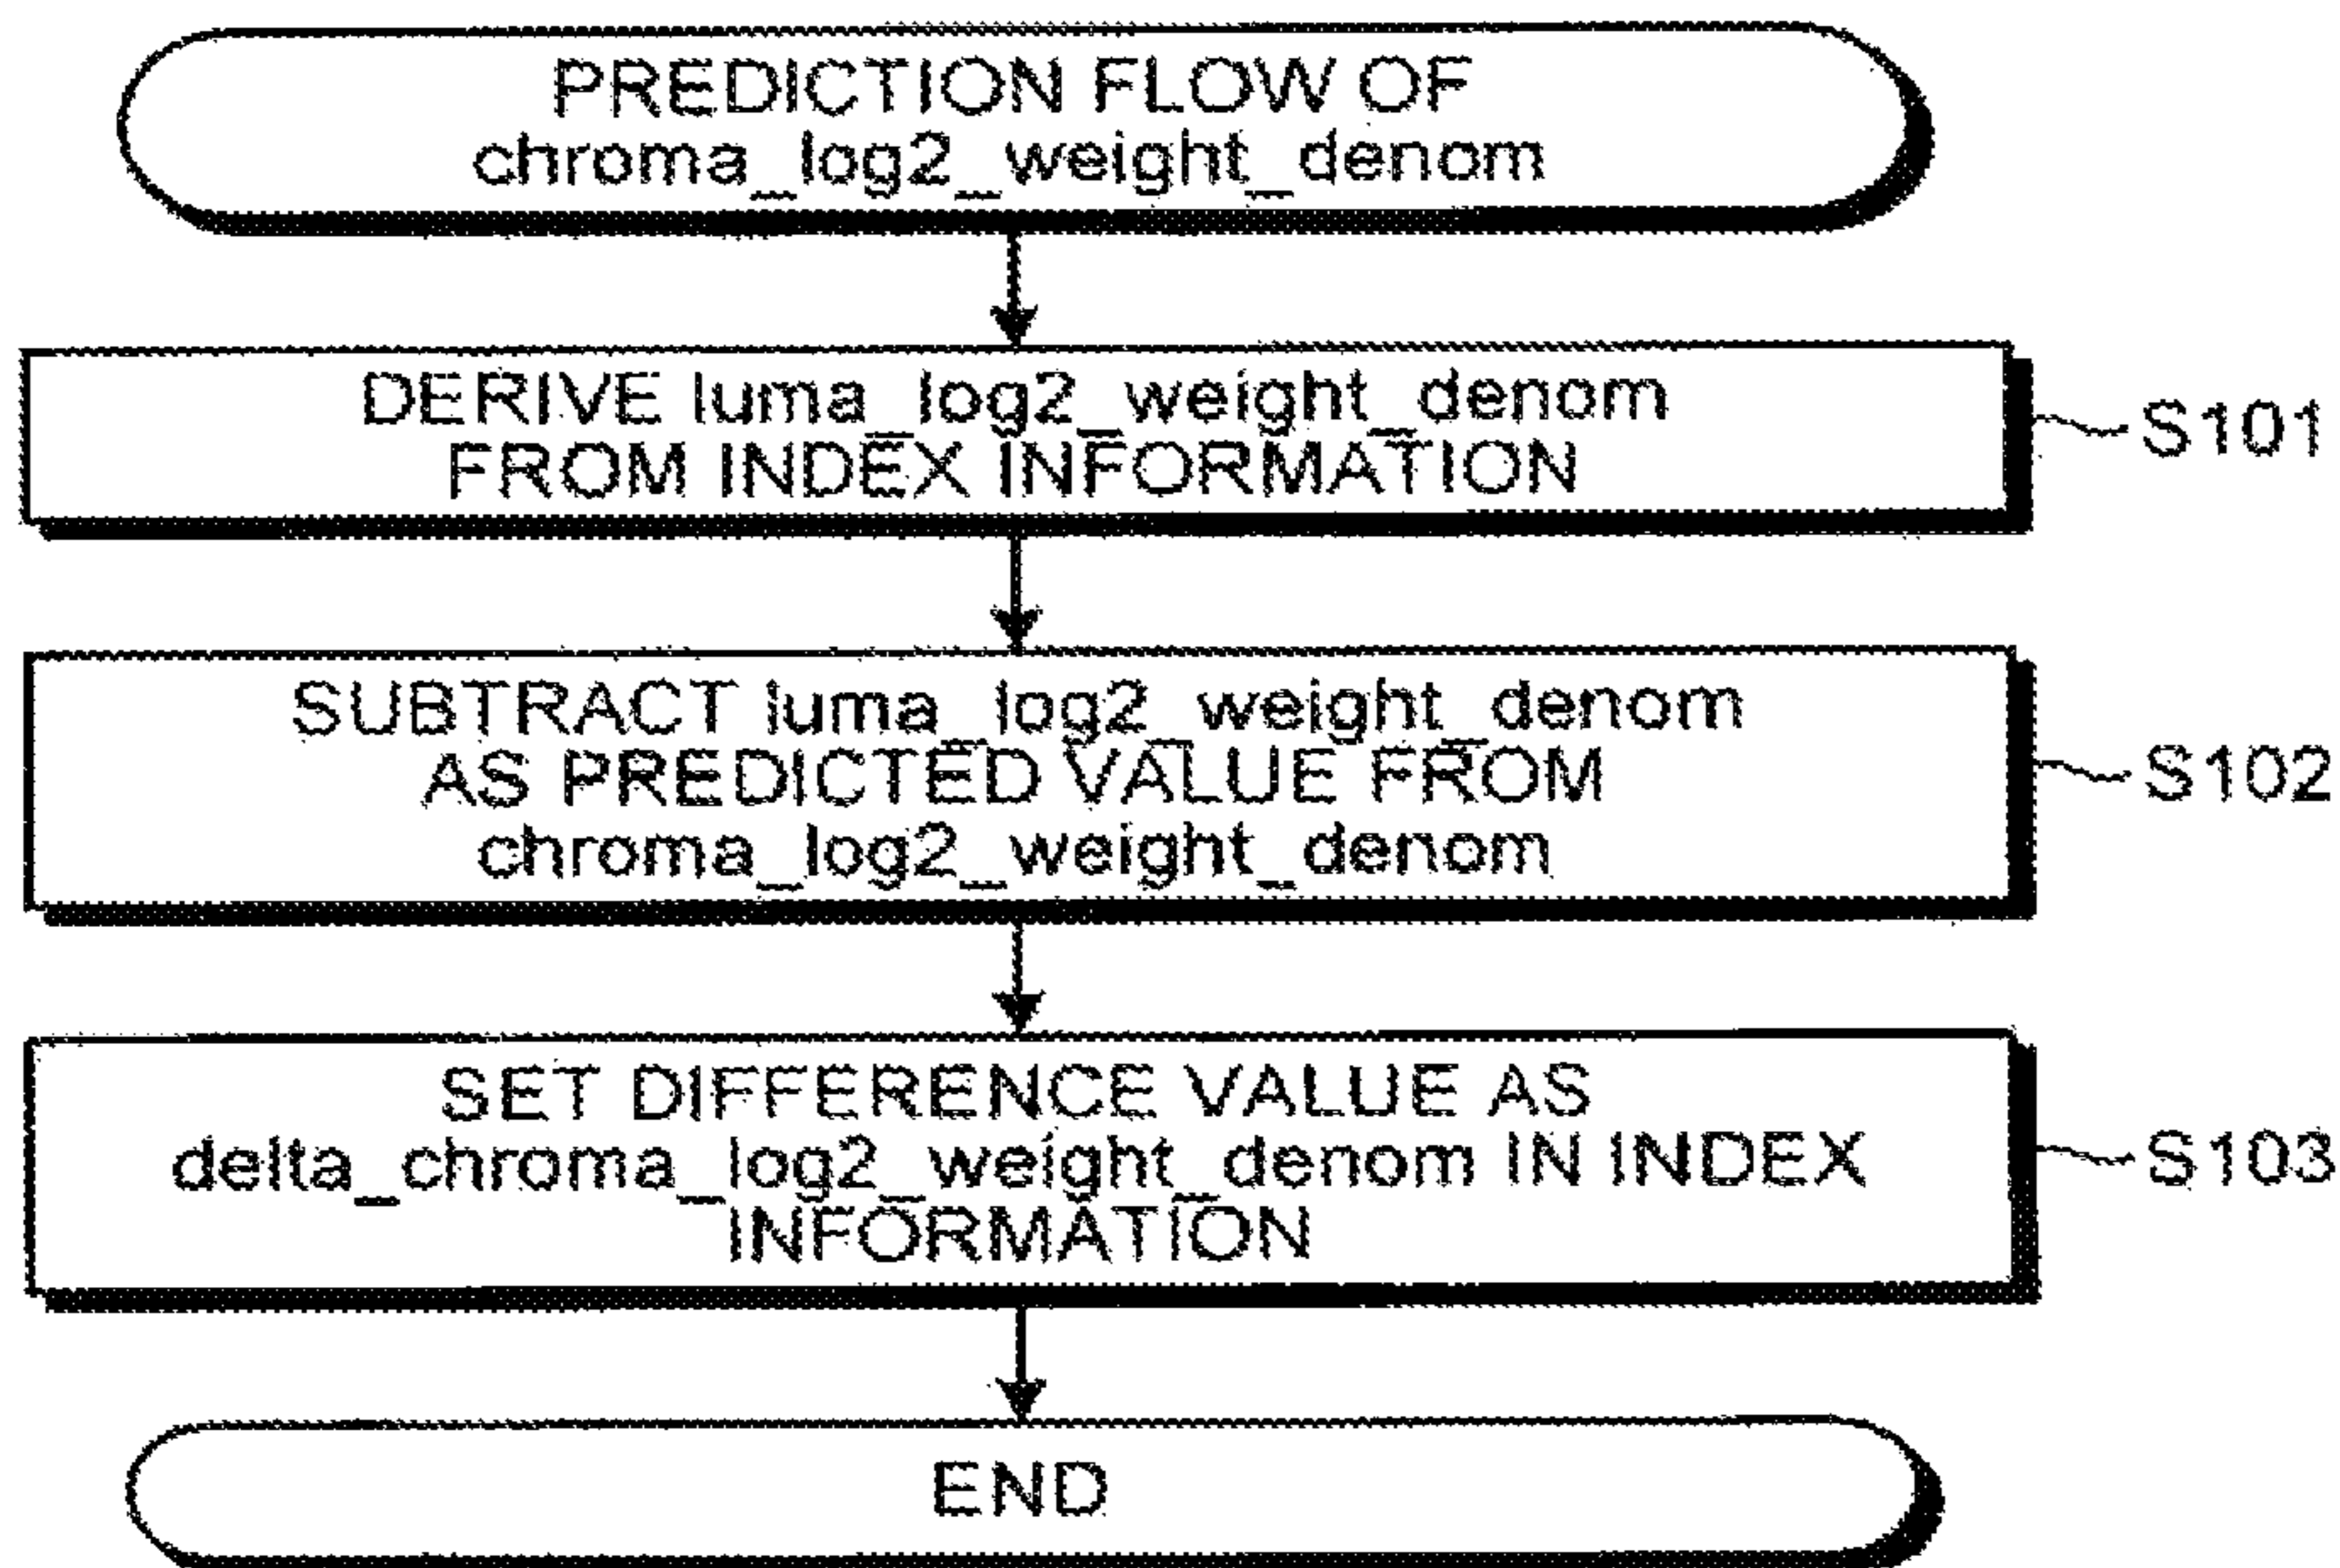 PREDICTION FLOW OF
chroma_log2_weight_denom
DERIVE luma_log2_weight_denom
FROM INDEX INFORMATION
S101
SUBTRACT luma_log2_weight_denom
AS PREDICTED VALUE FROM
chroma_log2_weight_denom
S102
SET DIFFERENCE VALUE AS
delta_chroma_log2_weight_denom IN INDEX
INFORMATION
S103
END